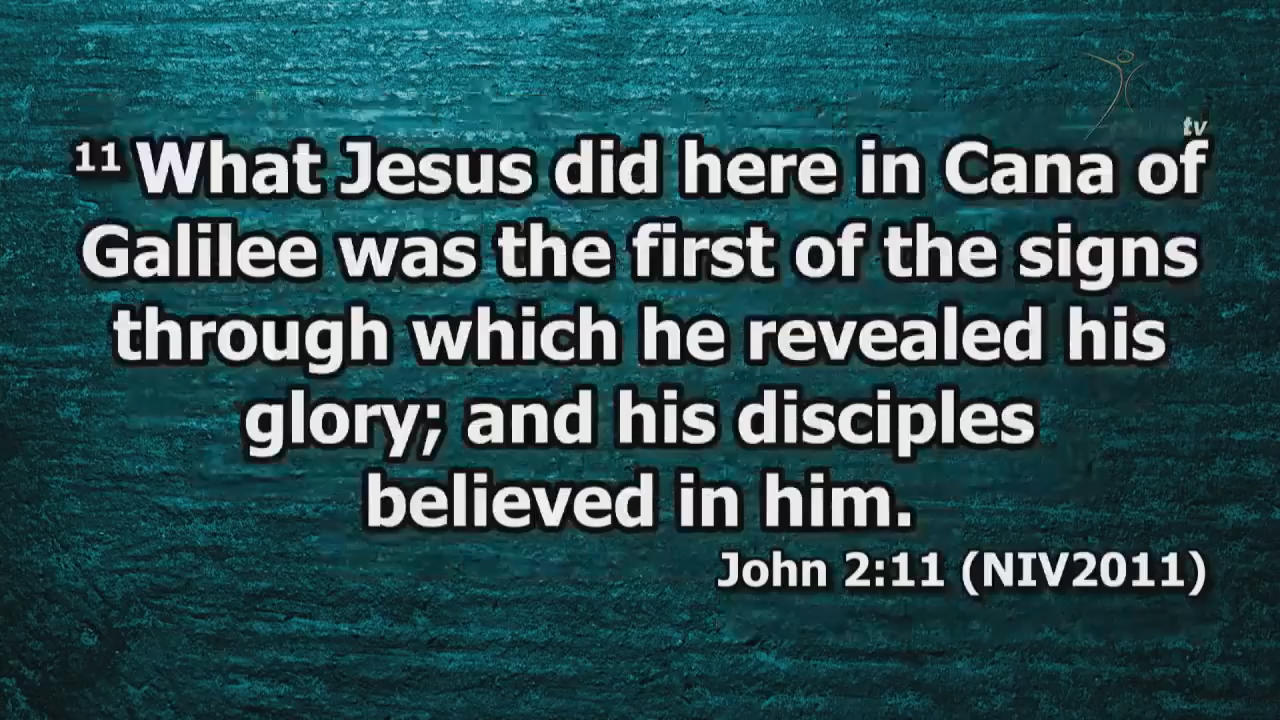 tv
11 What Jesus did here in Cana of
Galilee was the first of the signs
through which he revealed his
glory; and his disciples
believed in him.
John 2:11 (NIV2011)